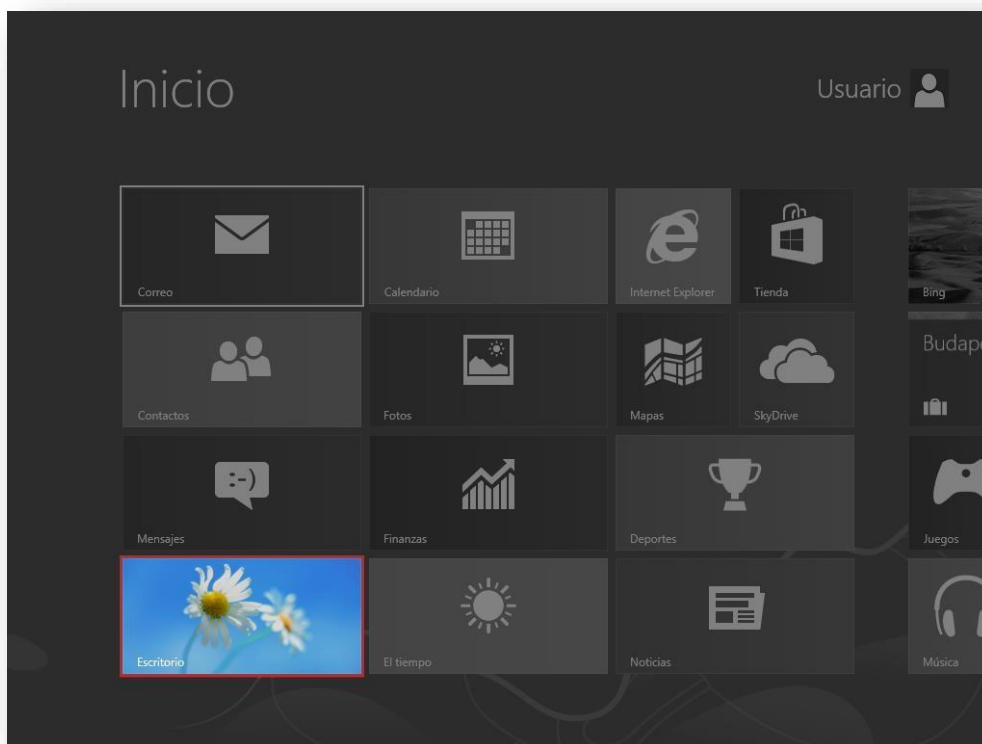 Inicio
Usuario
Correo
Calendario
Internet Explorer
Tienda
Bing
Budape
Contactos
Fotos
Mapas
SkyDrive
:-)
Mensajes
Finanzas
Deportes
Juegos
Escritorio
El tiempo
Noticias
Música